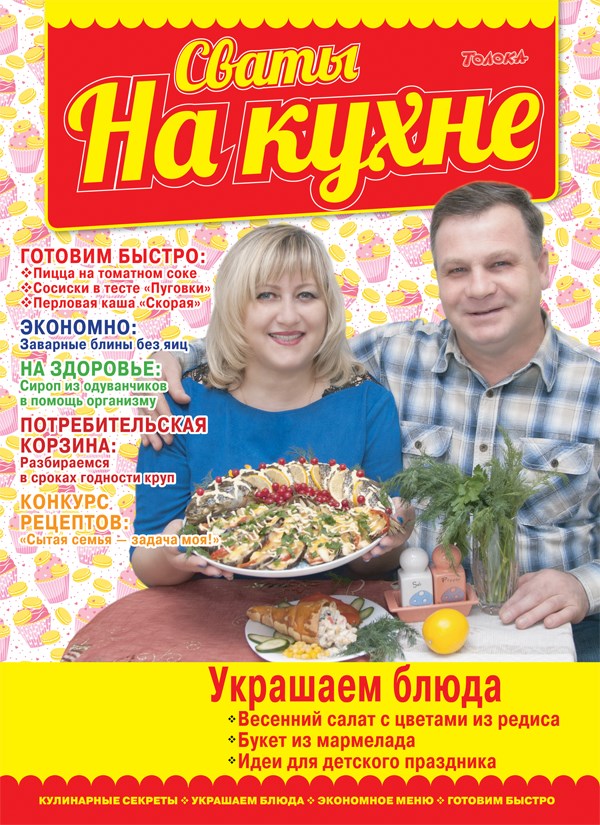 Сваты
ТОЛОКА
На кухне
ГОТОВИМ БЫСТРО:
❖Пицца на томатном соке
❖Сосиски в тесте «Пуговки»
❖Перловая каша «Скорая»
ЭКОНОМНО:
Заварные блины без яиц
НА ЗДОРОВЬЕ:
Сироп из одуванчиков
в помощь организму
ПОТРЕБИТЕЛЬСКАЯ
КОРЗИНА:
Разбираемся
в сроках годности круп
КОНКУРС
РЕЦЕПТОВ:
«Сытая семья — задача моя!»
Украшаем блюда
❖Весенний салат с цветами из редиса
❖Букет из мармелада
❖Идеи для детского праздника
КУЛИНАРНЫЕ СЕКРЕТЫ ❖ УКРАШАЕМ БЛЮДА ❖ ЭКОНОМНОЕ МЕНЮ ❖ ГОТОВИМ БЫСТРО